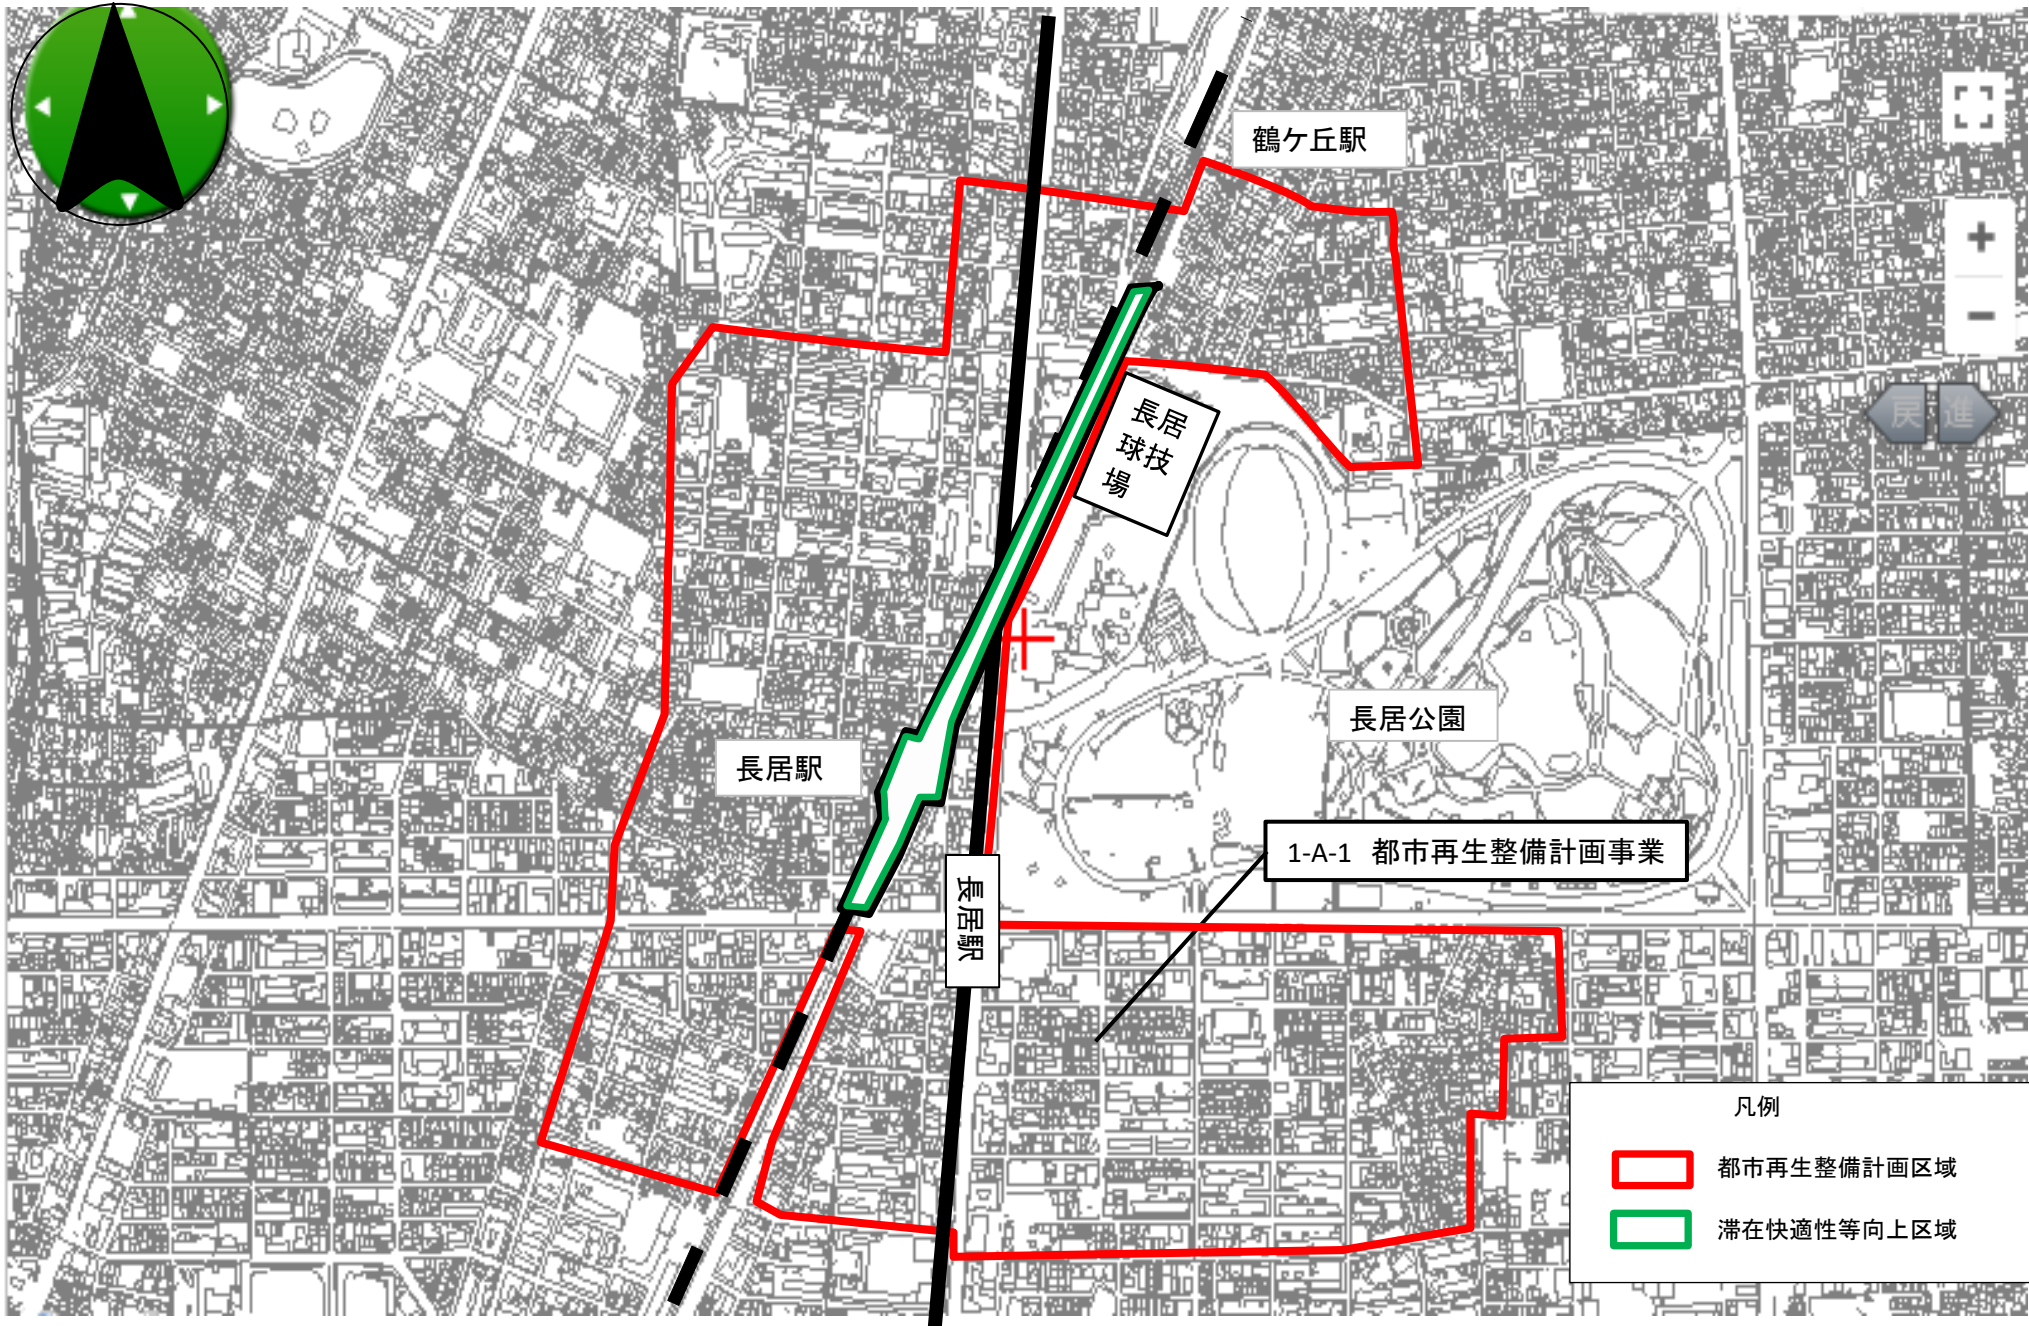 鶴ケ丘駅
戻
進
長居
球技
場
長居公園
長居駅
1-A-1 都市再生整備計画事業
長居駅
凡例
都市再生整備計画区域
滞在快適性等向上区域